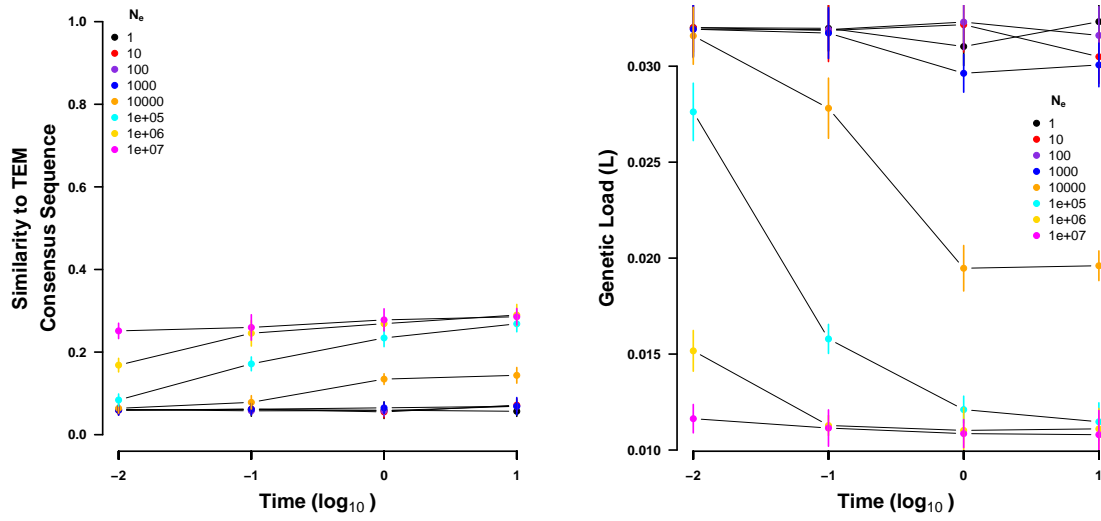 Similarity to TEM
Consensus Sequence
1.0
0.8
0.6
0.4
0.2
0.0
Nₑ
1
10
100
1000
10000
1e+05
1e+06
1e+07
−2
−1
0
1
Time (log₁₀ )
Genetic Load (L)
0.030
0.025
0.020
0.015
0.010
Nₑ
1
10
100
1000
10000
1e+05
1e+06
1e+07
−2
−1
0
1
Time (log₁₀ )